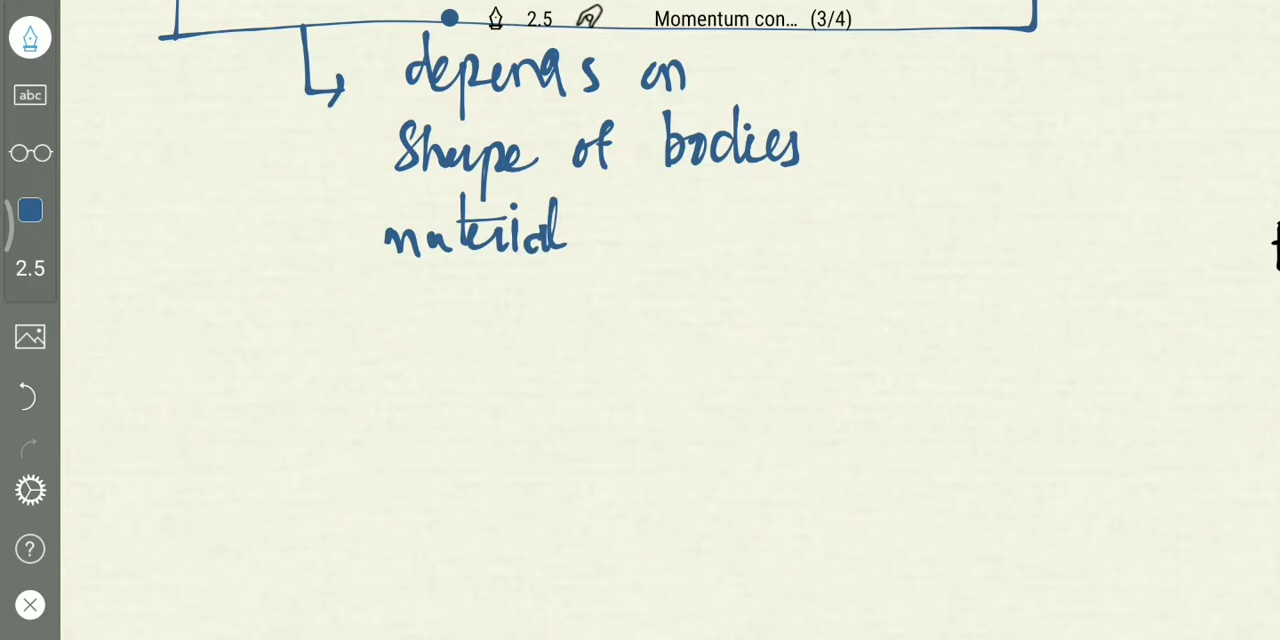 2.5 Momentum con... (3/4)
abc
depends on
Shape of bodies
material
2.5
?